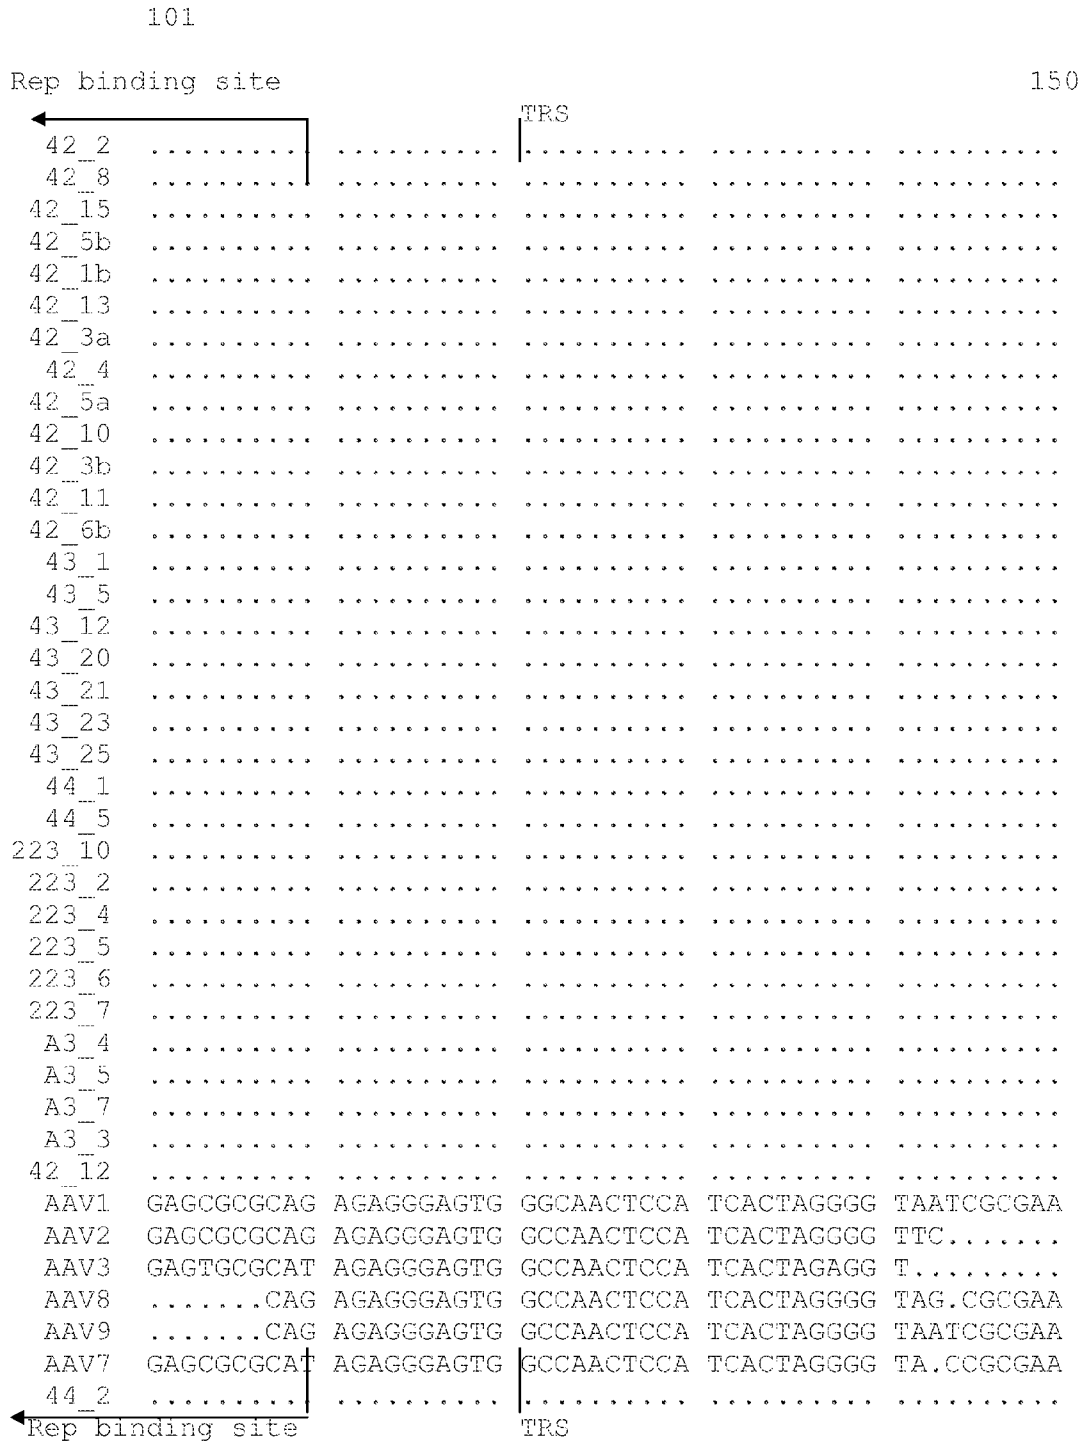 101
Rep binding site 150
TRS
42_2 .......... .......... .......... .......... ..........
42_8 .......... .......... .......... .......... ..........
42_15 .......... .......... .......... .......... ..........
42_5b .......... .......... .......... .......... ..........
42_1b .......... .......... .......... .......... ..........
42_13 .......... .......... .......... .......... ..........
42_3a .......... .......... .......... .......... ..........
42_4 .......... .......... .......... .......... ..........
42_5a .......... .......... .......... .......... ..........
42_10 .......... .......... .......... .......... ..........
42_3b .......... .......... .......... .......... ..........
42_11 .......... .......... .......... .......... ..........
42_6b .......... .......... .......... .......... ..........
43_1 .......... .......... .......... .......... ..........
43_5 .......... .......... .......... .......... ..........
43_12 .......... .......... .......... .......... ..........
43_20 .......... .......... .......... .......... ..........
43_21 .......... .......... .......... .......... ..........
43_23 .......... .......... .......... .......... ..........
43_25 .......... .......... .......... .......... ..........
44_1 .......... .......... .......... .......... ..........
44_5 .......... .......... .......... .......... ..........
223_10 .......... .......... .......... .......... ..........
223_2 .......... .......... .......... .......... ..........
223_4 .......... .......... .......... .......... ..........
223_5 .......... .......... .......... .......... ..........
223_6 .......... .......... .......... .......... ..........
223_7 .......... .......... .......... .......... ..........
A3_4 .......... .......... .......... .......... ..........
A3_5 .......... .......... .......... .......... ..........
A3_7 .......... .......... .......... .......... ..........
A3_3 .......... .......... .......... .......... ..........
42_12 .......... .......... .......... .......... ..........
AAV1 GAGCGCGCAG AGAGGGAGTG GGCAACTCCA TCACTAGGGG TAATCGCGAA
AAV2 GAGCGCGCAG AGAGGGAGTG GCCAACTCCA TCACTAGGGG TTC.......
AAV3 GAGTGCGCAT AGAGGGAGTG GCCAACTCCA TCACTAGAGG T.........
AAV8 .......CAG AGAGGGAGTG GCCAACTCCA TCACTAGGGG TAG.CGCGAA
AAV9 .......CAG AGAGGGAGTG GCCAACTCCA TCACTAGGGG TAATCGCGAA
AAV7 GAGCGCGCAT AGAGGGAGTG GCCAACTCCA TCACTAGGGG TA.CCGCGAA
44_2 .......... .......... .......... .......... ..........
Rep binding site TRS